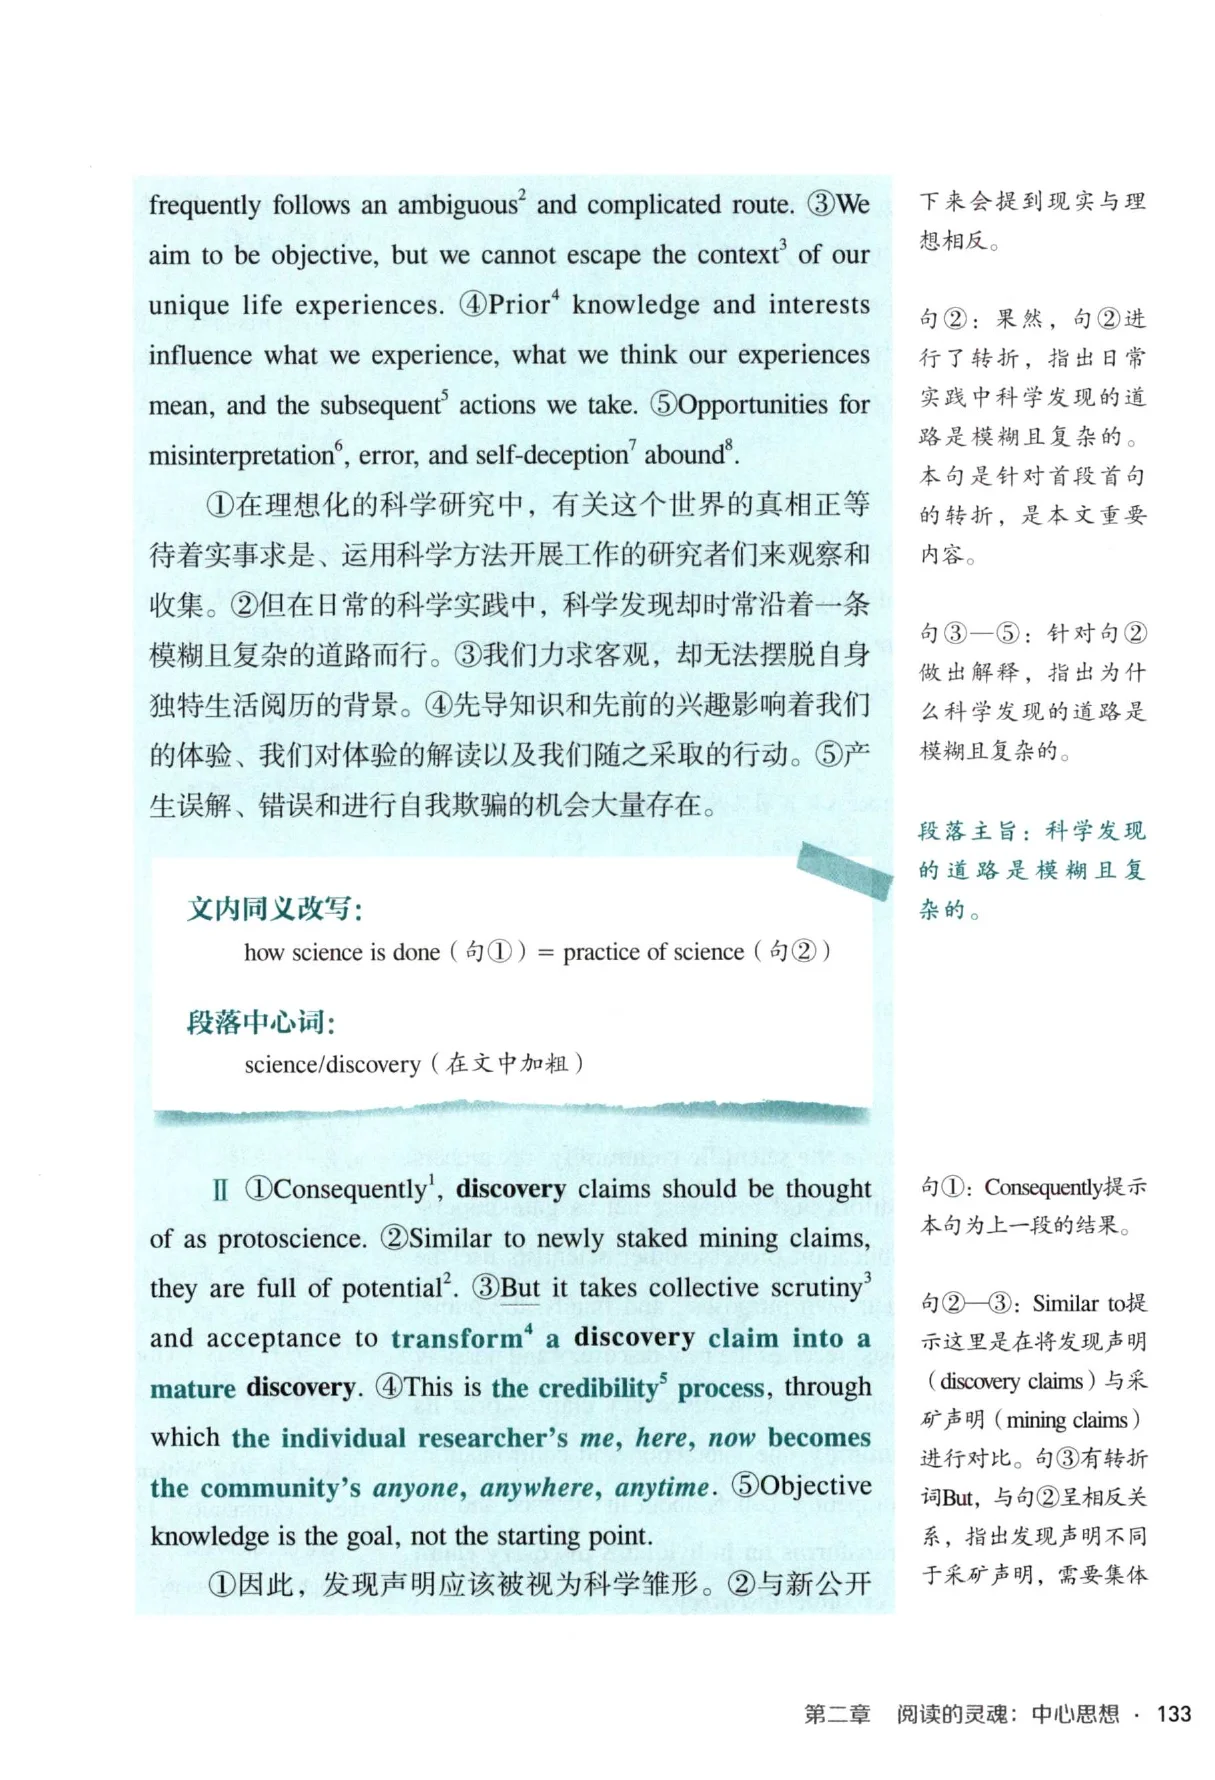 frequently follows an ambiguous² and complicated route. ③We
aim to be objective, but we cannot escape the context³ of our
unique life experiences. ④Prior⁴ knowledge and interests
influence what we experience, what we think our experiences
mean, and the subsequent⁵ actions we take. ⑤Opportunities for
misinterpretation⁶, error, and self-deception⁷ abound⁸.
①在理想化的科学研究中，有关这个世界的真相正等
待着实事求是、运用科学方法开展工作的研究者们来观察和
收集。②但在日常的科学实践中，科学发现却时常沿着一条
模糊且复杂的道路而行。③我们力求客观，却无法摆脱自身
独特生活阅历的背景。④先导知识和先前的兴趣影响着我们
的体验、我们对体验的解读以及我们随之采取的行动。⑤产
生误解、错误和进行自我欺骗的机会大量存在。
文内同义改写：
how science is done（句①）= practice of science（句②）
段落中心词：
science/discovery（在文中加粗）
Ⅱ ①Consequently¹, discovery claims should be thought
of as protoscience. ②Similar to newly staked mining claims,
they are full of potential². ③But it takes collective scrutiny³
and acceptance to transform⁴ a discovery claim into a
mature discovery. ④This is the credibility⁵ process, through
which the individual researcher's me, here, now becomes
the community's anyone, anywhere, anytime. ⑤Objective
knowledge is the goal, not the starting point.
①因此，发现声明应该被视为科学雏形。②与新公开
下来会提到现实与理
想相反。
句②：果然，句②进
行了转折，指出日常
实践中科学发现的道
路是模糊且复杂的。
本句是针对首段首句
的转折，是本文重要
内容。
句③—⑤：针对句②
做出解释，指出为什
么科学发现的道路是
模糊且复杂的。
段落主旨：科学发现
的道路是模糊且复
杂的。
句①：Consequently提示
本句为上一段的结果。
句②—③：Similar to提
示这里是在将发现声明
（discovery claims）与采
矿声明（mining claims）
进行对比。句③有转折
词But，与句②呈相反关
系，指出发现声明不同
于采矿声明，需要集体
第二章 阅读的灵魂：中心思想 · 133